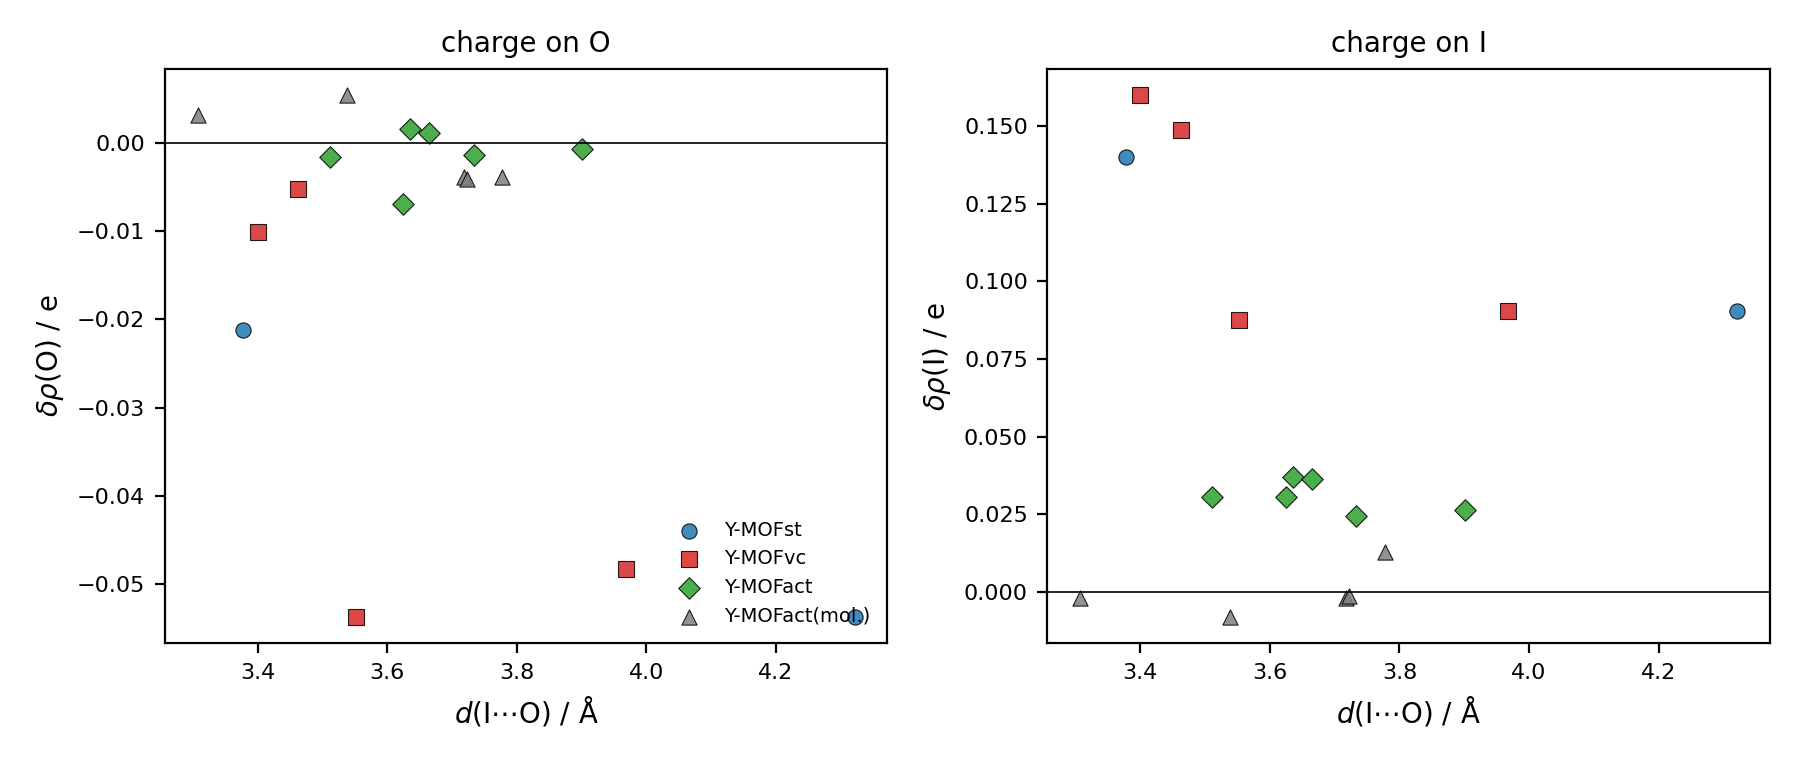 charge on O
0.00
−0.01
−0.02
−0.03
−0.04
−0.05
δρ(O) / e
Y-MOFst
Y-MOFvc
Y-MOFact
Y-MOFact(mol.)
3.4 3.6 3.8 4.0 4.2
d(I⋯O) / Å
charge on I
0.150
0.125
0.100
0.075
0.050
0.025
0.000
δρ(I) / e
3.4 3.6 3.8 4.0 4.2
d(I⋯O) / Å